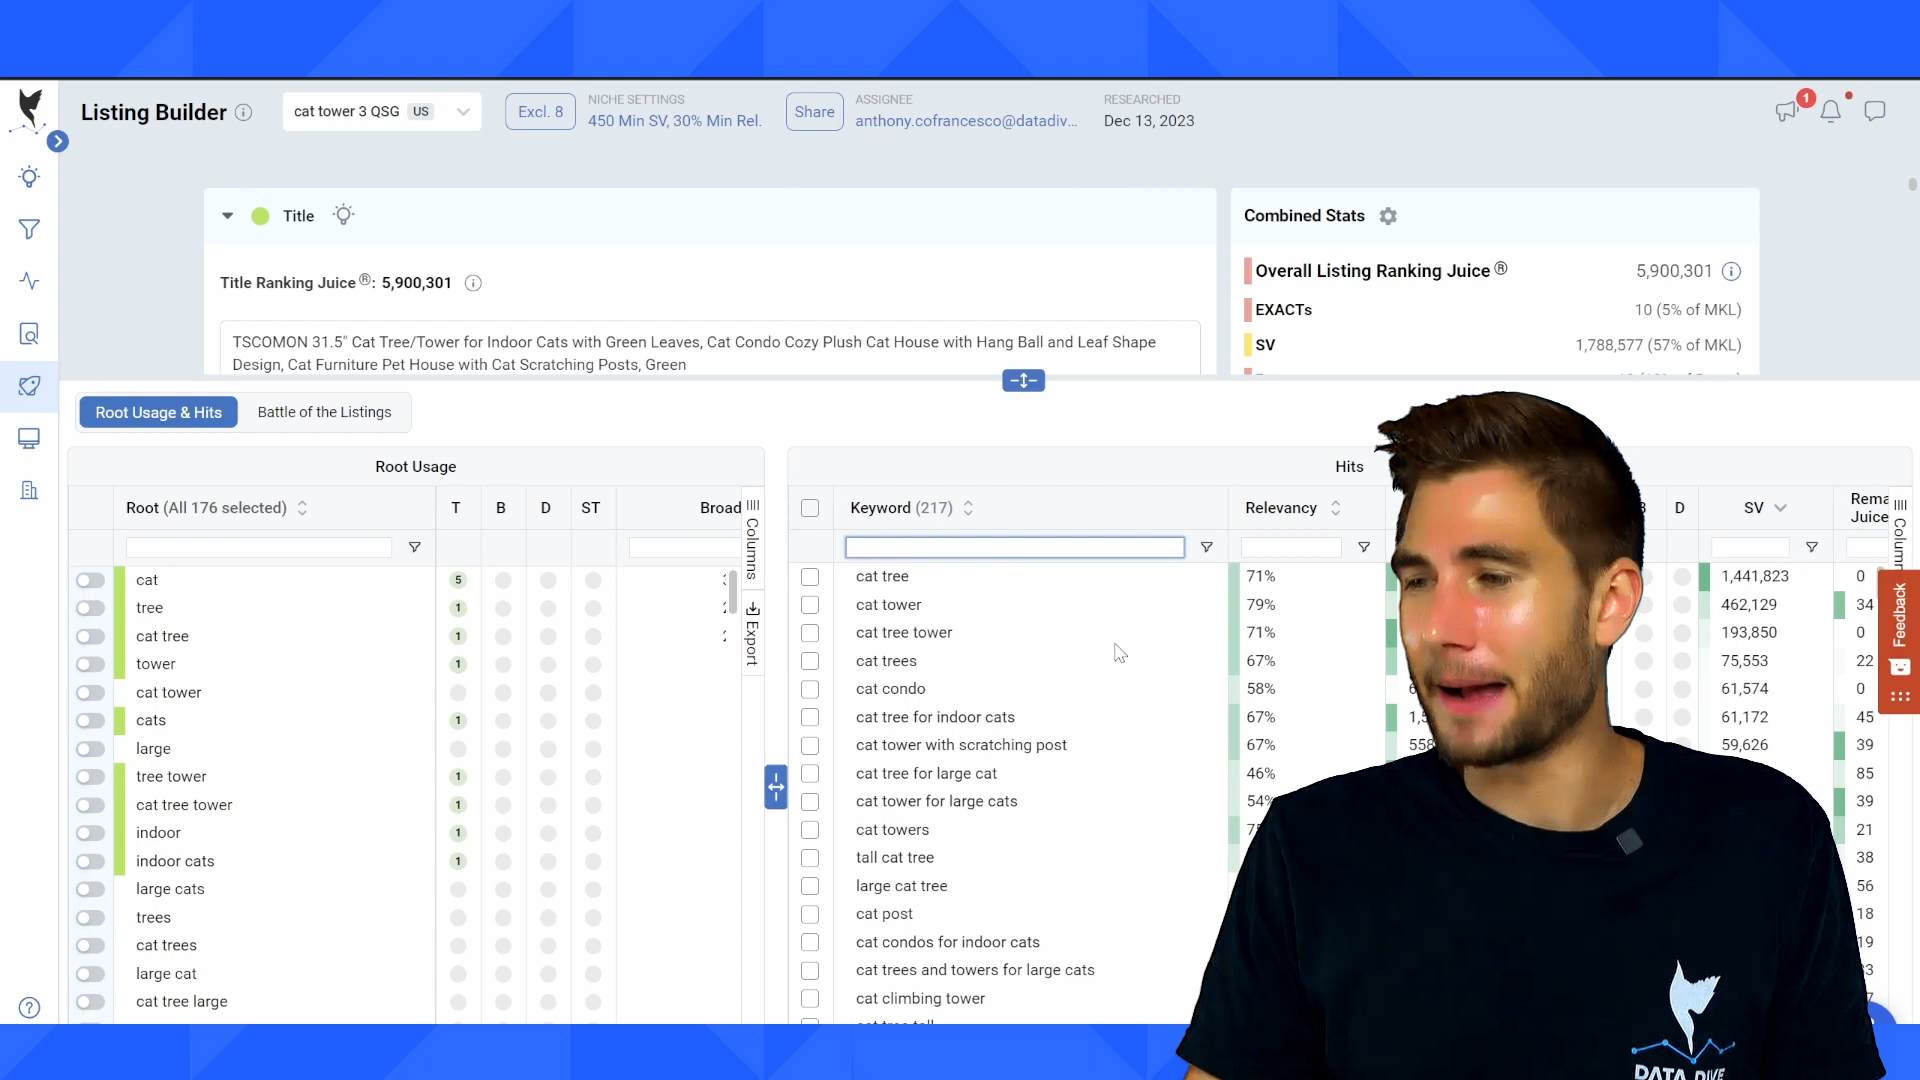 Listing Builder
cat tower 3 QSG US
Excl. 8
NICHE SETTINGS
450 Min SV, 30% Min Rel.
Share
ASSIGNEE
anthony.cofrancesco@datadiv...
RESEARCHED
Dec 13, 2023
1
Title
Title Ranking Juice®: 5,900,301
TSCOMON 31.5" Cat Tree/Tower for Indoor Cats with Green Leaves, Cat Condo Cozy Plush Cat House with Hang Ball and Leaf Shape
Design, Cat Furniture Pet House with Cat Scratching Posts, Green
Combined Stats
Overall Listing Ranking Juice® 5,900,301
EXACTs 10 (5% of MKL)
SV 1,788,577 (57% of MKL)
Root Usage & Hits
Battle of the Listings
Root Usage
Root (All 176 selected) T B D ST Broad
cat 5
tree 1
cat tree 1
tower 1
cat tower
cats 1
large
tree tower 1
cat tree tower 1
indoor 1
indoor cats 1
large cats
trees
cat trees
large cat
cat tree large
Columns
Export
Hits
Keyword (217) Relevancy D SV
Juice
cat tree 71% 1,441,823 0
cat tower 79% 462,129 34
cat tree tower 71% 193,850 0
cat trees 67% 75,553 22
cat condo 58% 61,574 0
cat tree for indoor cats 67% 61,172 45
cat tower with scratching post 67% 59,626 39
cat tree for large cat 46% 85
cat tower for large cats 54% 39
cat towers 21
tall cat tree 38
large cat tree 56
cat post 18
cat condos for indoor cats
cat trees and towers for large cats
cat climbing tower
Feedback
DATA DIVE